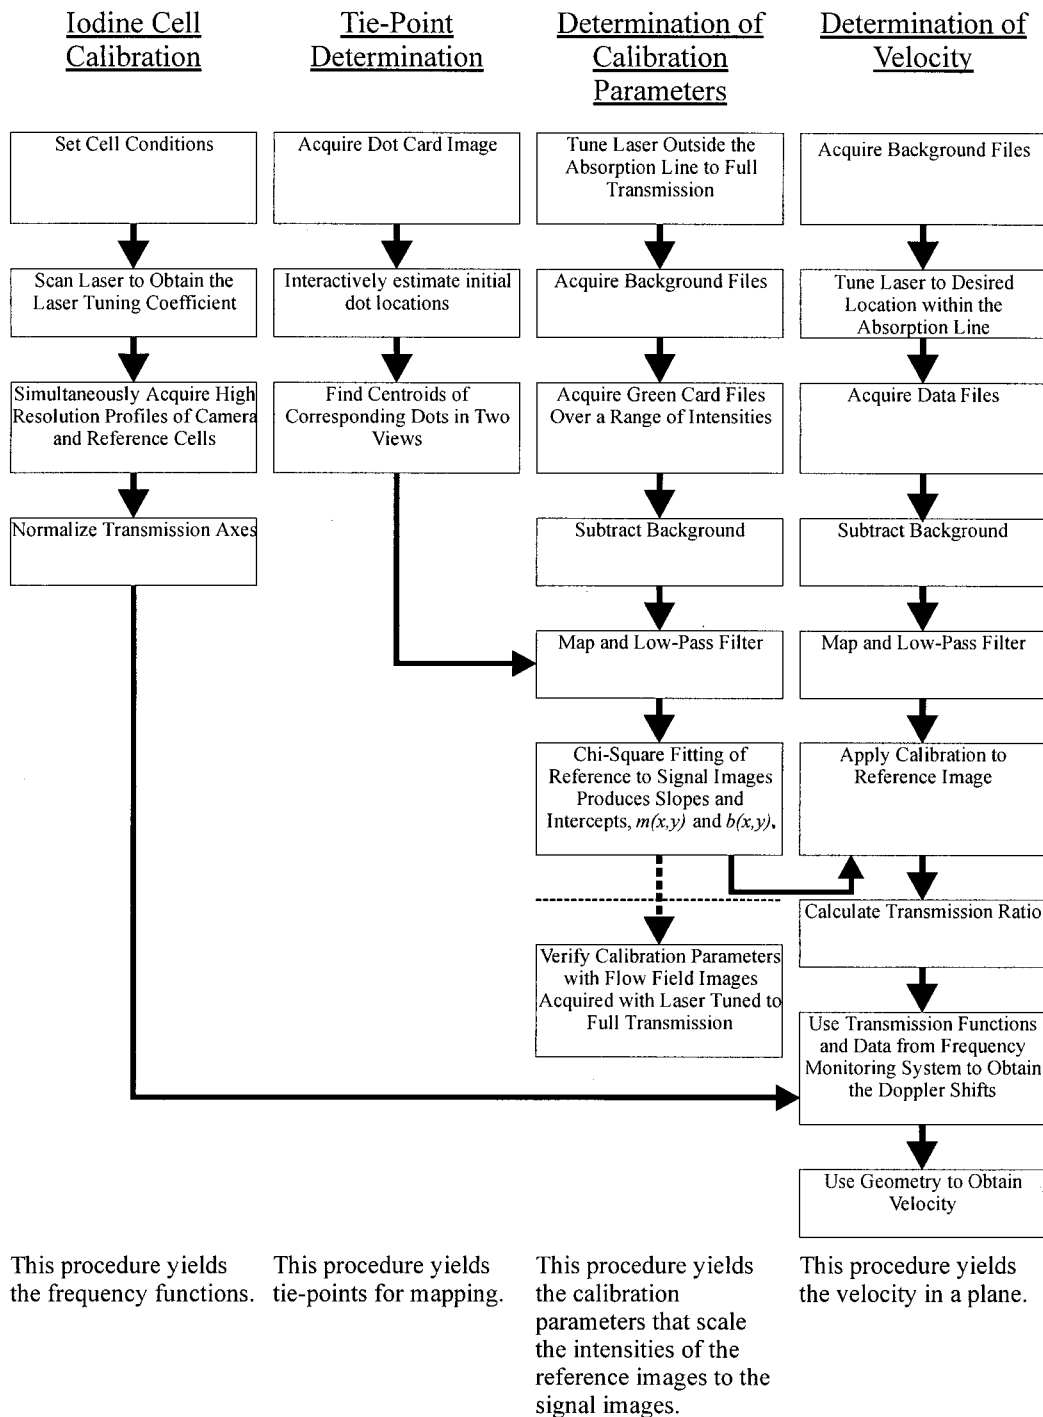 Iodine Cell
Calibration
Set Cell Conditions
Scan Laser to Obtain the
Laser Tuning Coefficient
Simultaneously Acquire High
Resolution Profiles of Camera
and Reference Cells
Normalize Transmission Axes
This procedure yields
the frequency functions.
Tie-Point
Determination
Acquire Dot Card Image
Interactively estimate initial
dot locations
Find Centroids of
Corresponding Dots in Two
Views
This procedure yields
tie-points for mapping.
Determination of
Calibration
Parameters
Tune Laser Outside the
Absorption Line to Full
Transmission
Acquire Background Files
Acquire Green Card Files
Over a Range of Intensities
Subtract Background
Map and Low-Pass Filter
Chi-Square Fitting of
Reference to Signal Images
Produces Slopes and
Intercepts, m(x,y) and b(x,y).
Verify Calibration Parameters
with Flow Field Images
Acquired with Laser Tuned to
Full Transmission
This procedure yields
the calibration
parameters that scale
the intensities of the
reference images to the
signal images.
Determination of
Velocity
Acquire Background Files
Tune Laser to Desired
Location within the
Absorption Line
Acquire Data Files
Subtract Background
Map and Low-Pass Filter
Apply Calibration to
Reference Image
Calculate Transmission Ratio
Use Transmission Functions
and Data from Frequency
Monitoring System to Obtain
the Doppler Shifts
Use Geometry to Obtain
Velocity
This procedure yields
the velocity in a plane.